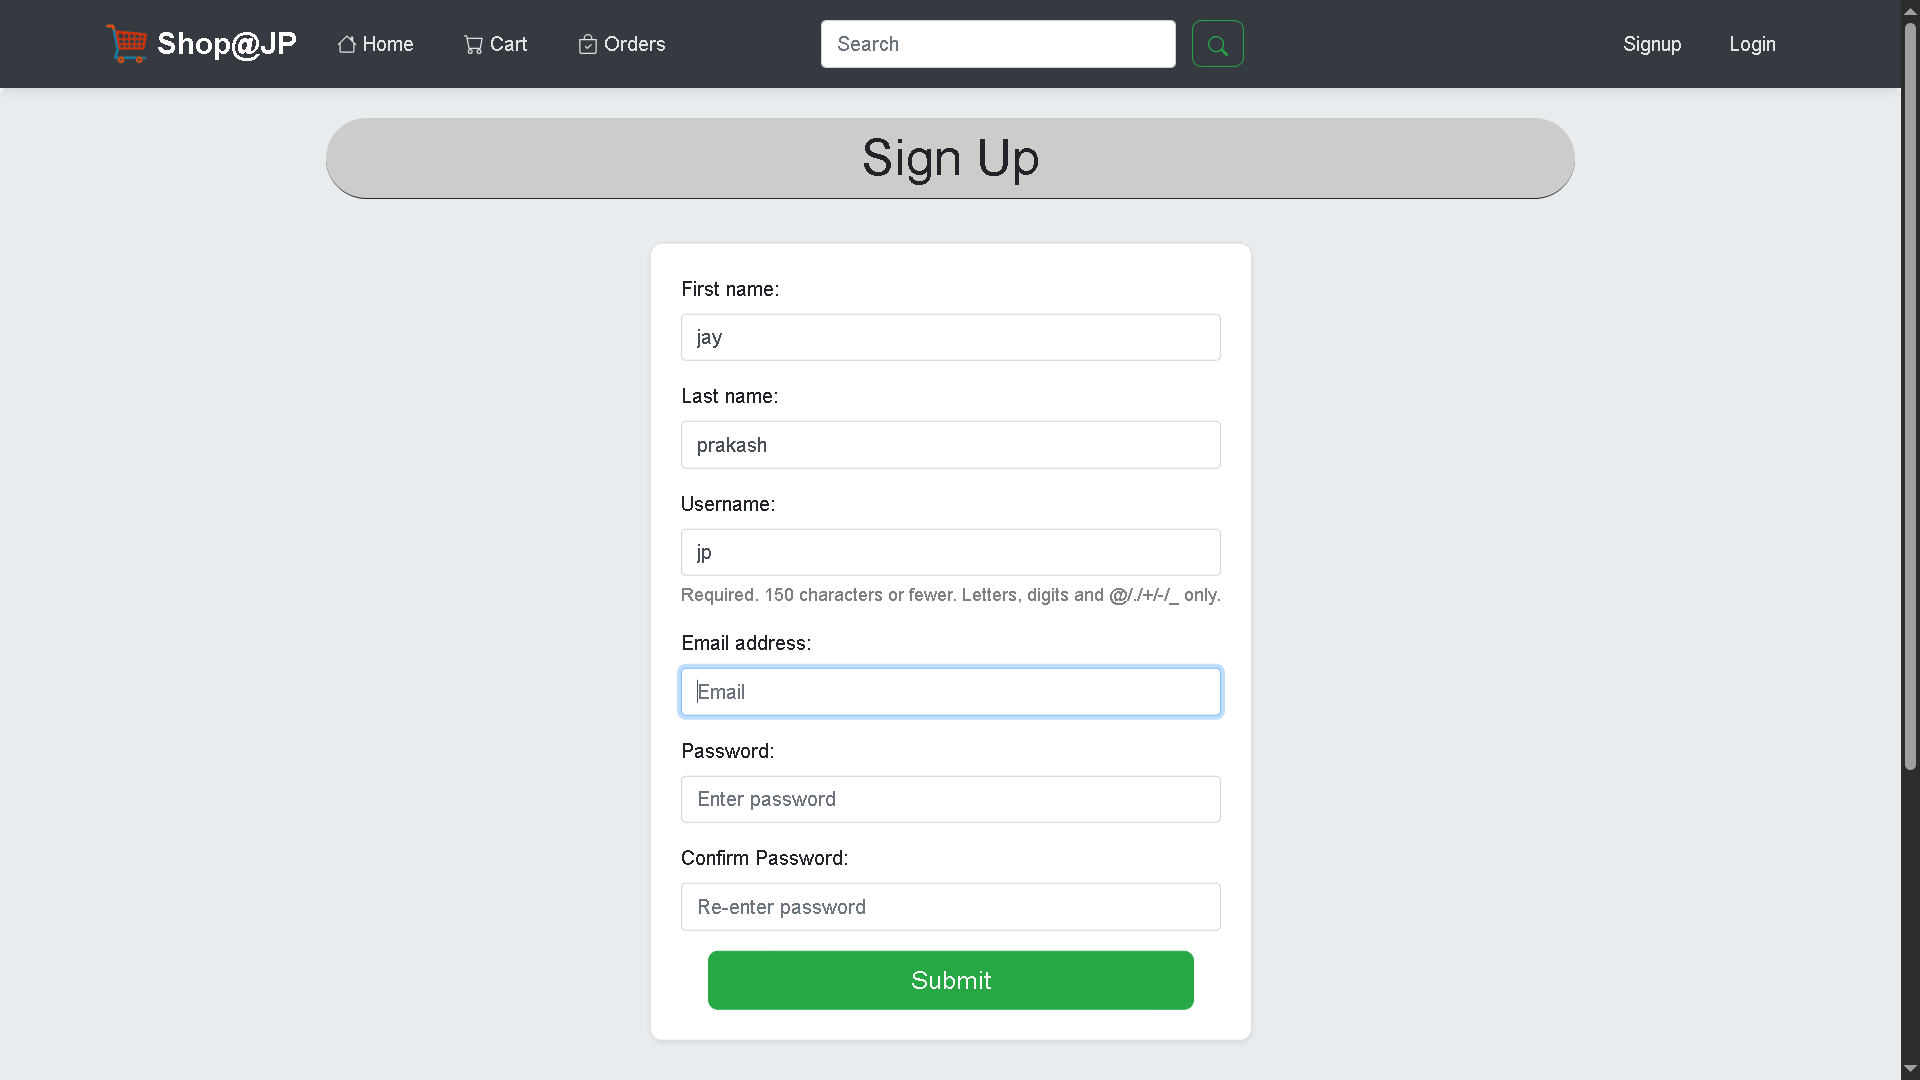 Shop@JP Home Cart Orders Search Signup Login
Sign Up
First name:
jay
Last name:
prakash
Username:
jp
Required. 150 characters or fewer. Letters, digits and @/./+/-/_ only.
Email address:
Email
Password:
Enter password
Confirm Password:
Re-enter password
Submit